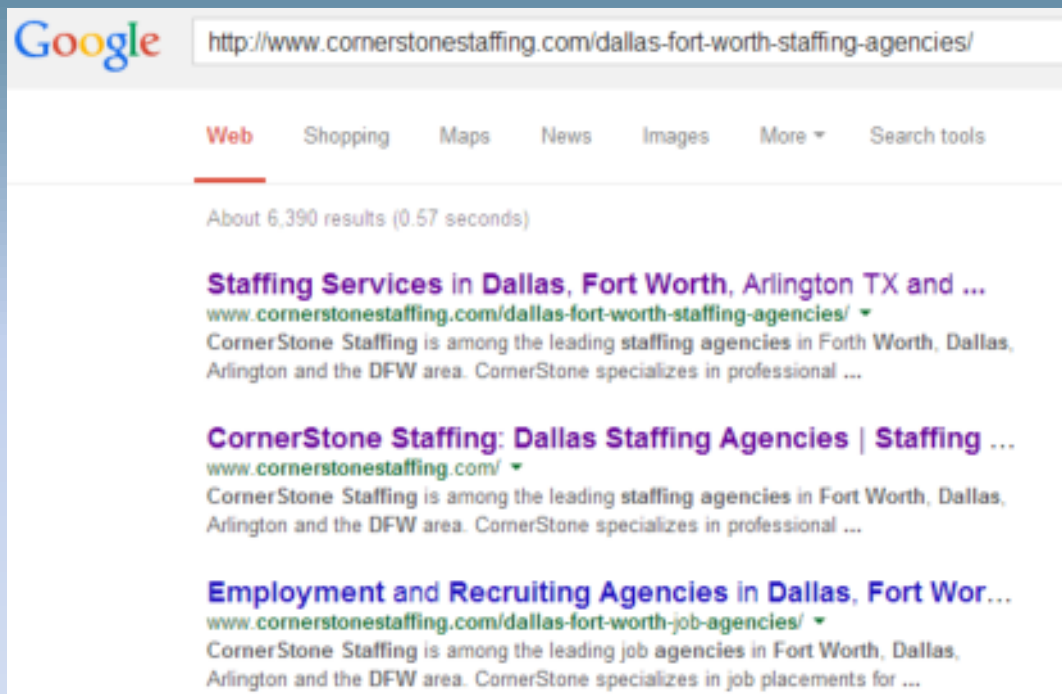 Google
http://www.cornerstonestaffing.com/dallas-fort-worth-staffing-agencies/
Web Shopping Maps News Images More Search tools
About 6,390 results (0.57 seconds)
Staffing Services in Dallas, Fort Worth, Arlington TX and ...
www.cornerstonestaffing.com/dallas-fort-worth-staffing-agencies/
CornerStone Staffing is among the leading staffing agencies in Forth Worth, Dallas,
Arlington and the DFW area. CornerStone specializes in professional ...
CornerStone Staffing: Dallas Staffing Agencies | Staffing ...
www.cornerstonestaffing.com/
CornerStone Staffing is among the leading staffing agencies in Fort Worth, Dallas,
Arlington and the DFW area. CornerStone specializes in professional ...
Employment and Recruiting Agencies in Dallas, Fort Wor...
www.cornerstonestaffing.com/dallas-fort-worth-job-agencies/
CornerStone Staffing is among the leading job agencies in Fort Worth, Dallas,
Arlington and the DFW area. CornerStone specializes in job placements for ...